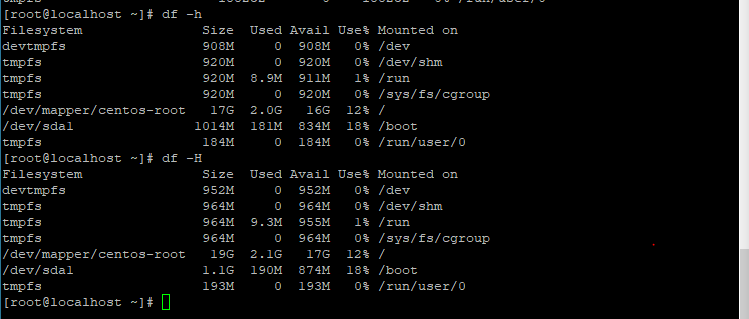 [root@localhost ~]# df -h
Filesystem Size Used Avail Use% Mounted on
devtmpfs 908M 0 908M 0% /dev
tmpfs 920M 0 920M 0% /dev/shm
tmpfs 920M 8.9M 911M 1% /run
tmpfs 920M 0 920M 0% /sys/fs/cgroup
/dev/mapper/centos-root 17G 2.0G 16G 12% /
/dev/sda1 1014M 181M 834M 18% /boot
tmpfs 184M 0 184M 0% /run/user/0
[root@localhost ~]# df -H
Filesystem Size Used Avail Use% Mounted on
devtmpfs 952M 0 952M 0% /dev
tmpfs 964M 0 964M 0% /dev/shm
tmpfs 964M 9.3M 955M 1% /run
tmpfs 964M 0 964M 0% /sys/fs/cgroup
/dev/mapper/centos-root 19G 2.1G 17G 12% /
/dev/sda1 1.1G 190M 874M 18% /boot
tmpfs 193M 0 193M 0% /run/user/0
[root@localhost ~]#